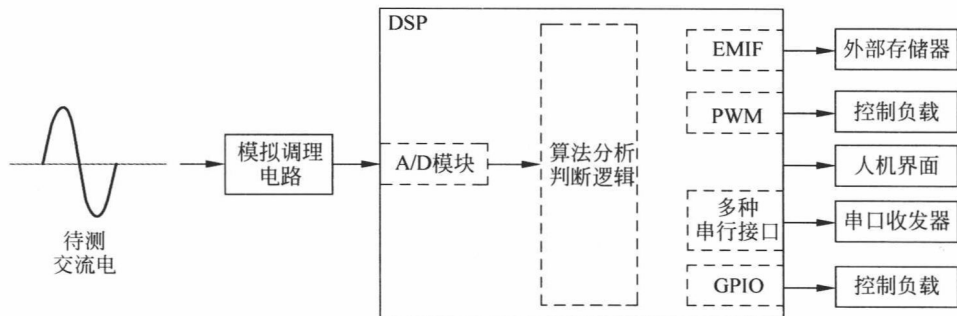 DSP
EMIF
外部存储器
PWM
控制负载
模拟调理
电路
A/D模块
算法分析
判断逻辑
人机界面
多种
串行接口
串口收发器
待测
交流电
GPIO
控制负载